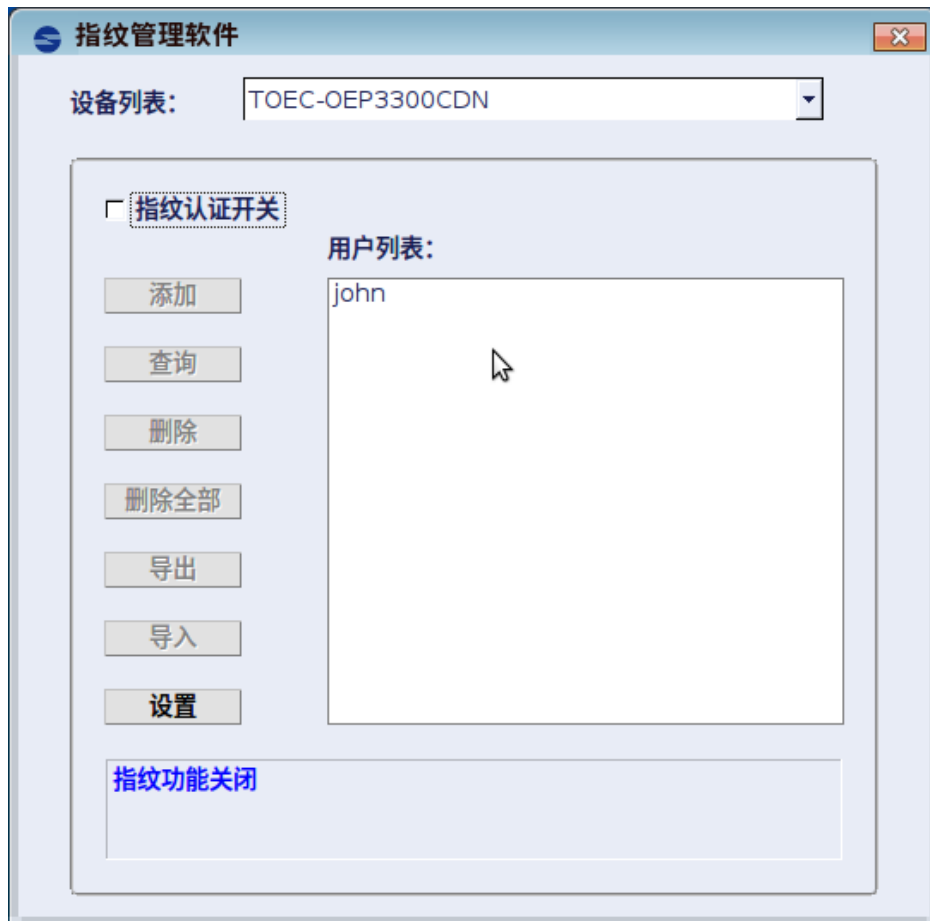 指纹管理软件
设备列表：
TOEC-OEP3300CDN
指纹认证开关
用户列表：
john
添加
查询
删除
删除全部
导出
导入
设置
指纹功能关闭